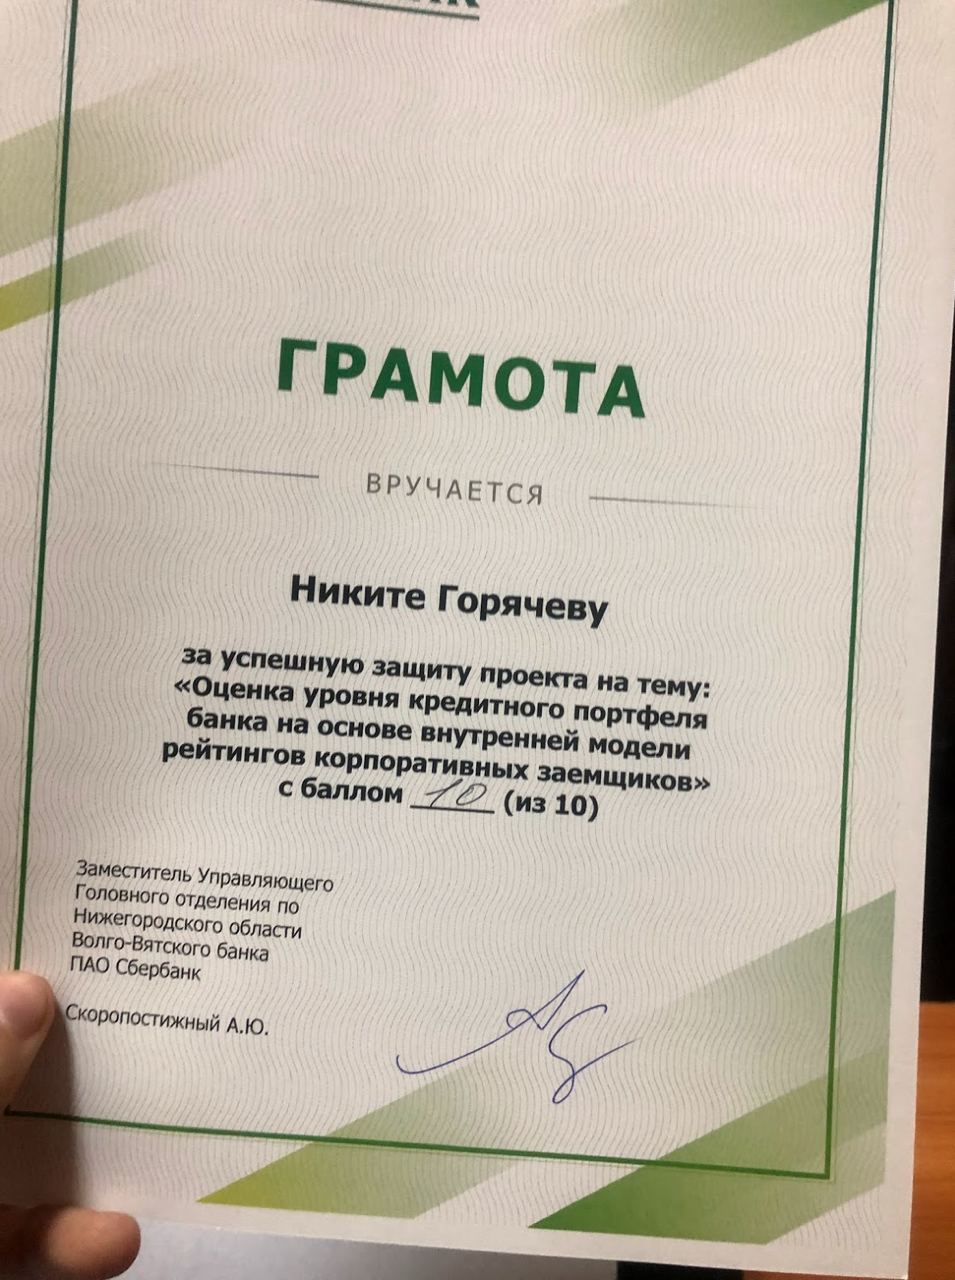 ГРАМОТА
ВРУЧАЕТСЯ
Никите Горячеву
за успешную защиту проекта на тему:
«Оценка уровня кредитного портфеля
банка на основе внутренней модели
рейтингов корпоративных заемщиков»
с баллом 10 (из 10)
Заместитель Управляющего
Головного отделения по
Нижегородской области
Волго-Вятского банка
ПАО Сбербанк
Скоропостижный А.Ю.